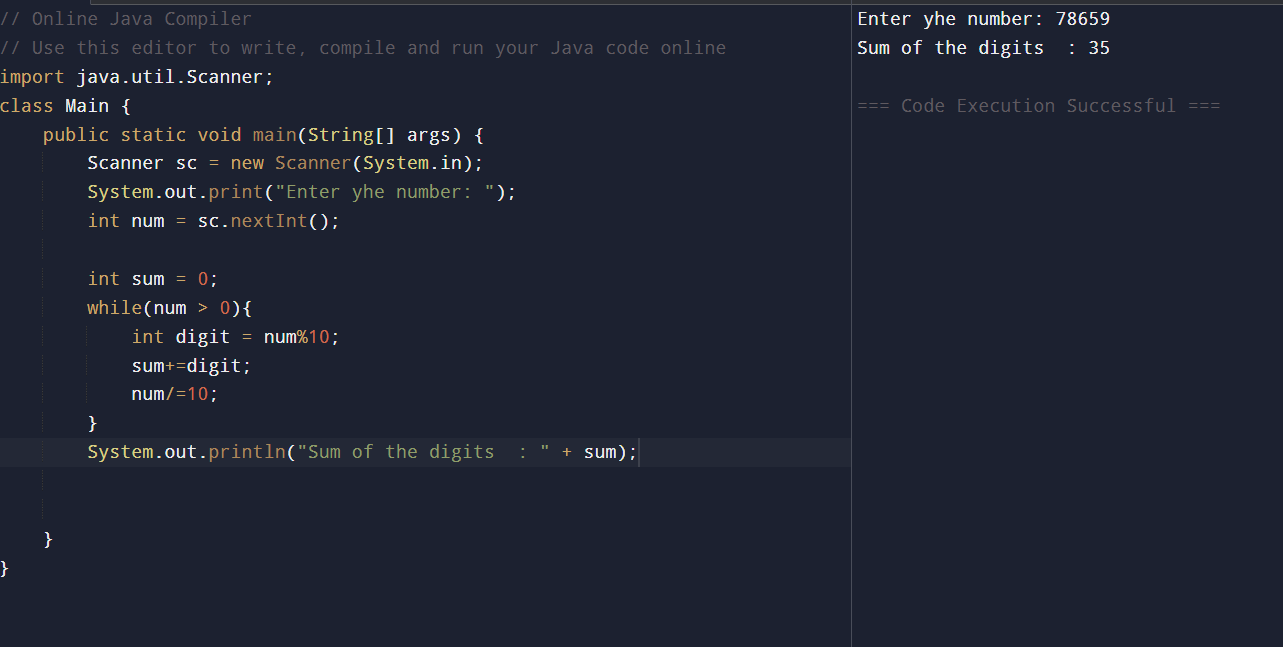 // Online Java Compiler
// Use this editor to write, compile and run your Java code online
import java.util.Scanner;
class Main {
    public static void main(String[] args) {
        Scanner sc = new Scanner(System.in);
        System.out.print("Enter yhe number: ");
        int num = sc.nextInt();

        int sum = 0;
        while(num > 0){
            int digit = num%10;
            sum+=digit;
            num/=10;
        }
        System.out.println("Sum of the digits  : " + sum);


    }
}
Enter yhe number: 78659
Sum of the digits  : 35

=== Code Execution Successful ===